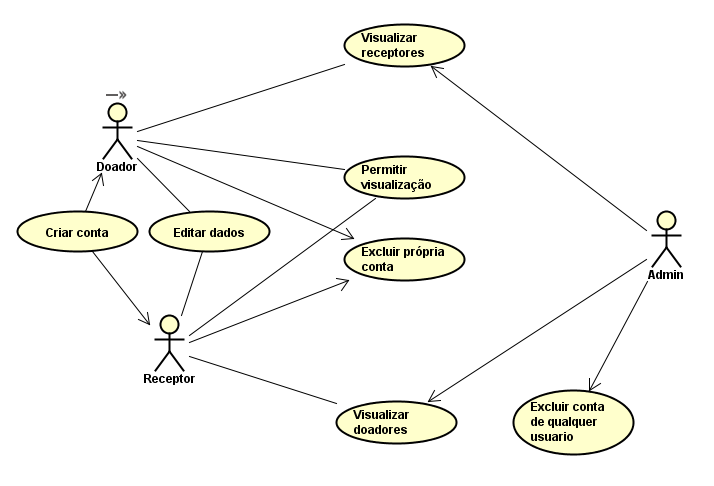 Visualizar
receptores
—»
Doador
Permitir
visualização
Criar conta
Editar dados
Excluir própria
conta
Admin
Receptor
Visualizar
doadores
Excluir conta
de qualquer
usuario